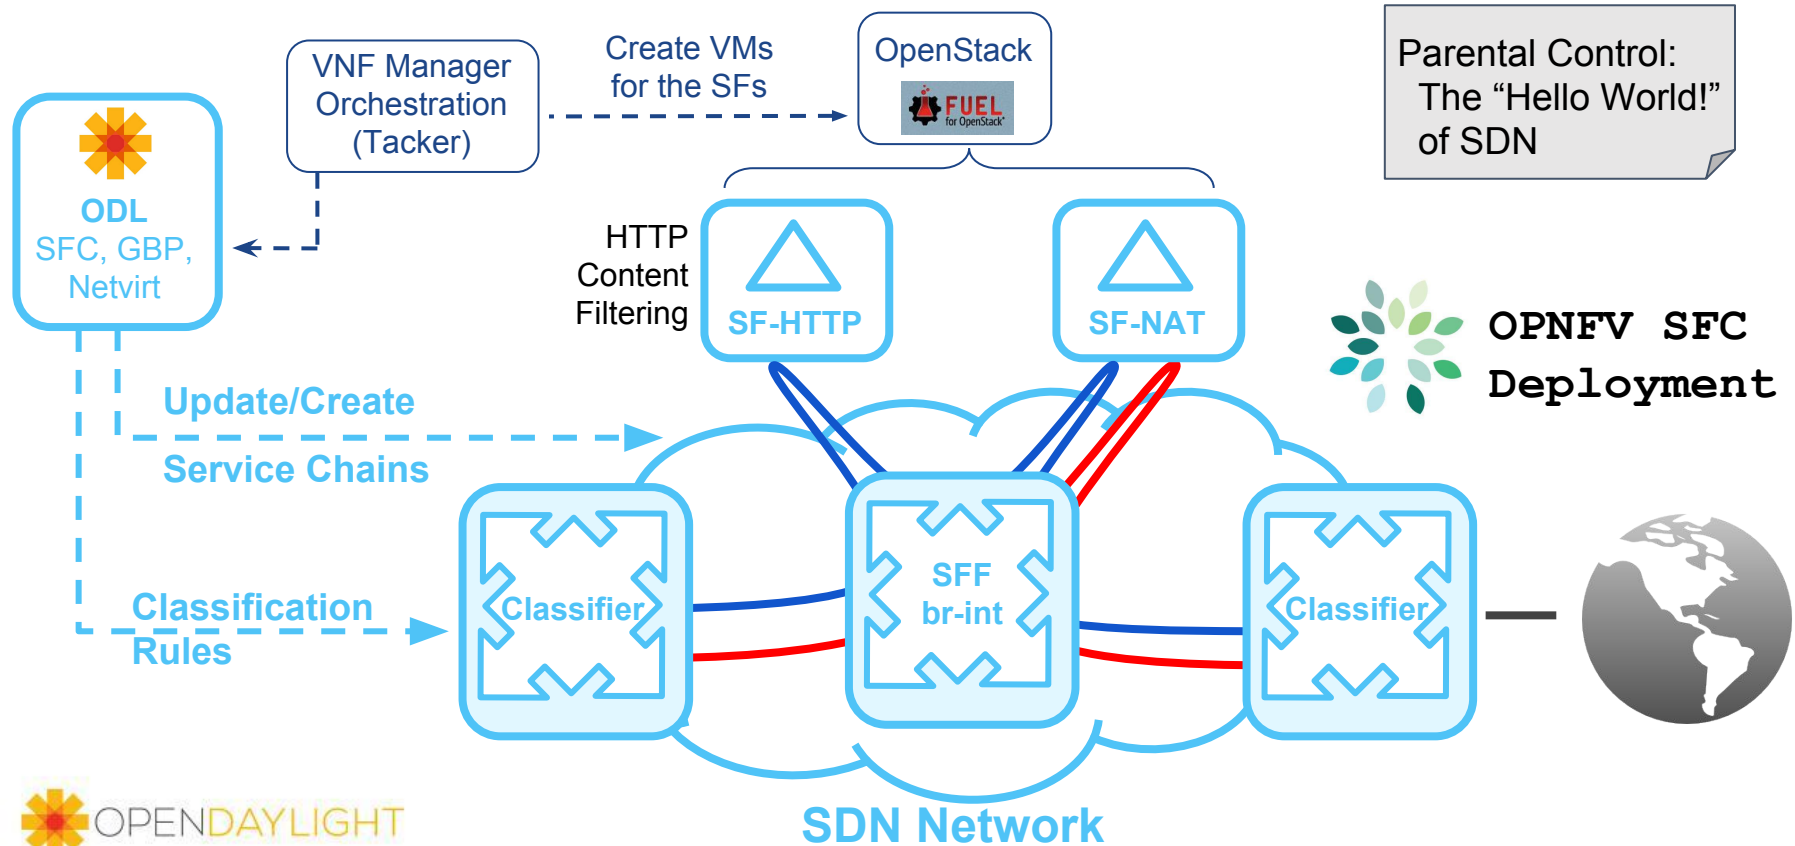 VNF Manager
Orchestration
(Tacker)
Create VMs
for the SFs
OpenStack
FUEL
for OpenStack
Parental Control:
The “Hello World!”
of SDN
ODL
SFC, GBP,
Netvirt
HTTP
Content
Filtering
SF-HTTP
SF-NAT
OPNFV SFC
Deployment
Update/Create
Service Chains
Classification
Rules
Classifier
SFF
br-int
Classifier
OPENDAYLIGHT
SDN Network